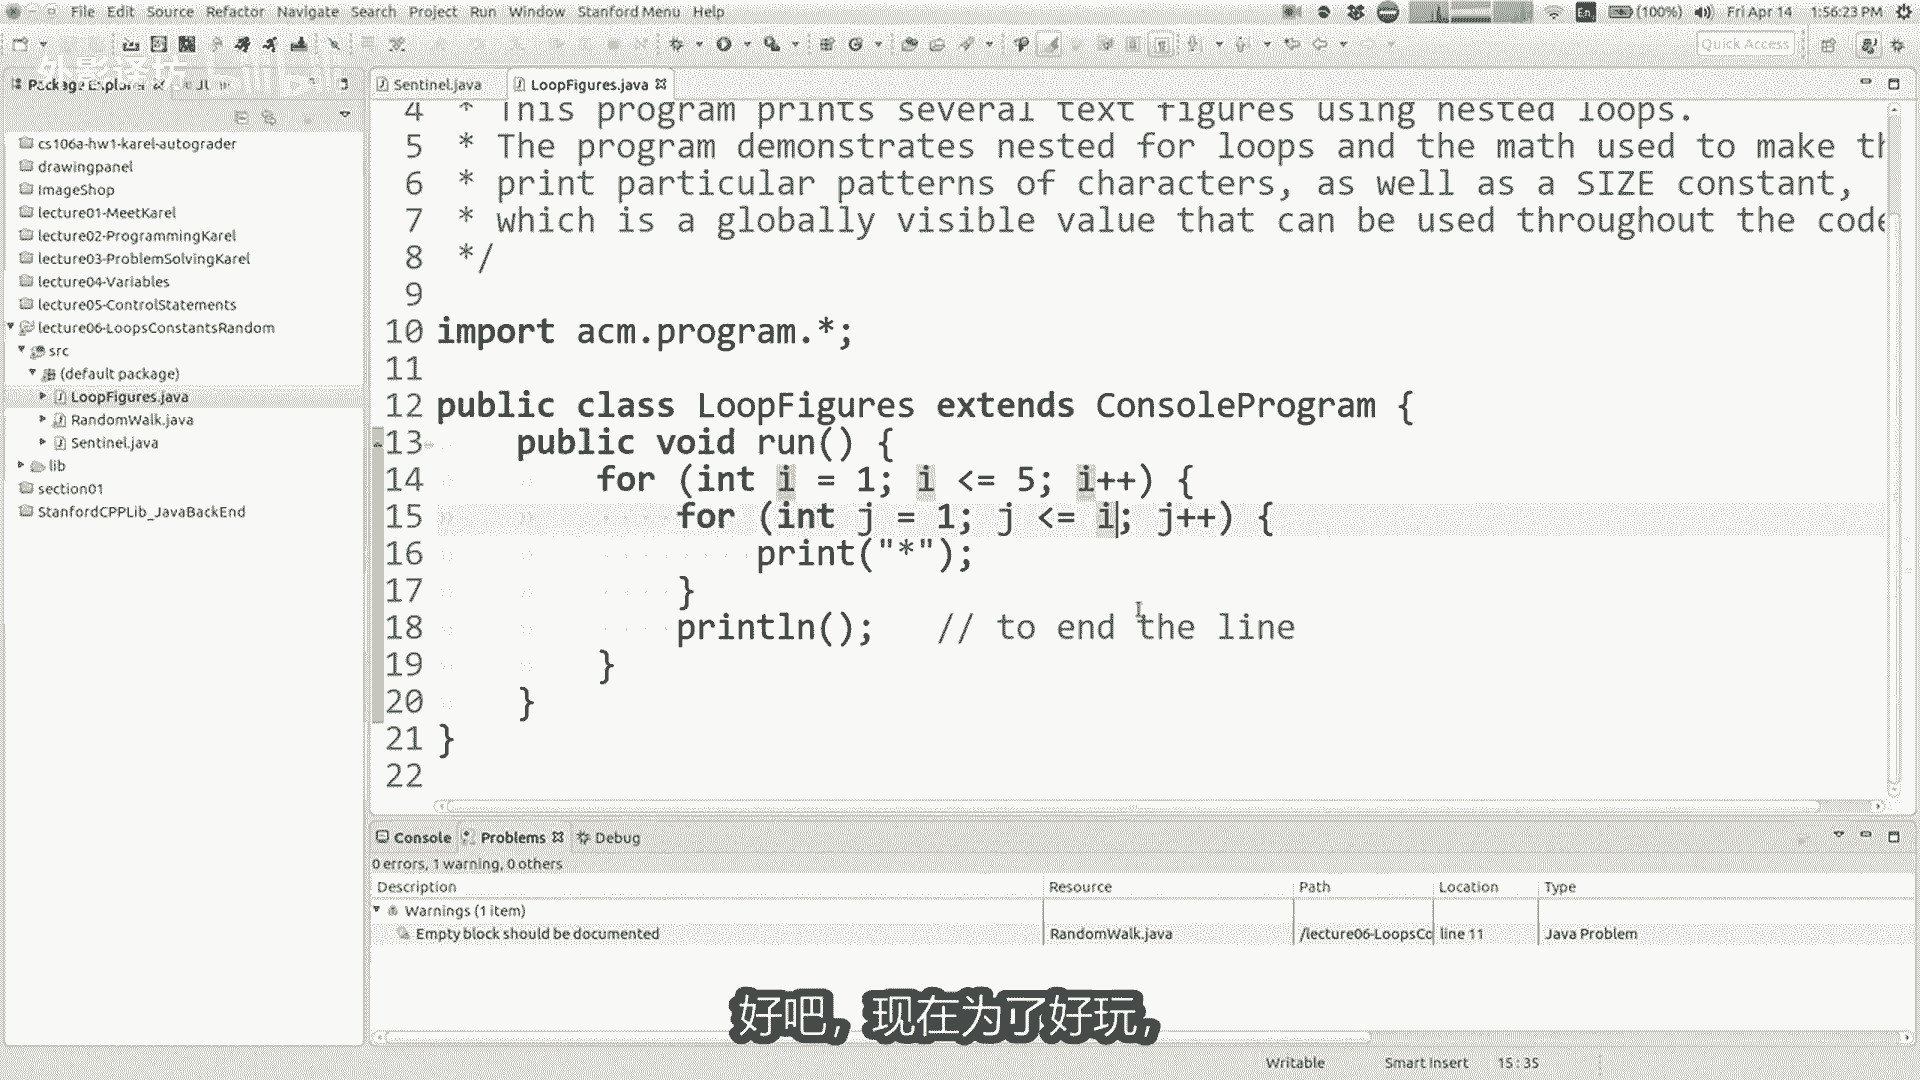 File Edit Source Refactor Navigate Search Project Run Window Stanford Menu Help
En
(100%)
Fri Apr 14
1:56:23 PM
Quick Access
Package Explorer
Sentinel.java
LoopFigures.java
cs106a-hw1-karel-autograder
drawingpanel
ImageShop
lecture01-MeetKarel
lecture02-ProgrammingKarel
lecture03-ProblemSolvingKarel
lecture04-Variables
lecture05-ControlStatements
lecture06-LoopsConstantsRandom
src
(default package)
LoopFigures.java
RandomWalk.java
Sentinel.java
lib
section01
StanfordCPPLib_JavaBackEnd
4 * This program prints several text figures using nested loops.
5 * The program demonstrates nested for loops and the math used to make th
6 * print particular patterns of characters, as well as a SIZE constant,
7 * which is a globally visible value that can be used throughout the code
8 */
9
10 import acm.program.*;
11
12 public class LoopFigures extends ConsoleProgram {
13 public void run() {
14 for (int i = 1; i <= 5; i++) {
15 for (int j = 1; j <= i; j++) {
16 print("*");
17 }
18 println(); // to end the line
19 }
20 }
21 }
22
Console Problems Debug
0 errors, 1 warning, 0 others
Description Resource Path Location Type
Warnings (1 item)
Empty block should be documented RandomWalk.java /lecture06-LoopsCo line 11 Java Problem
好吧，现在为了好玩，
Writable Smart Insert 15 : 35